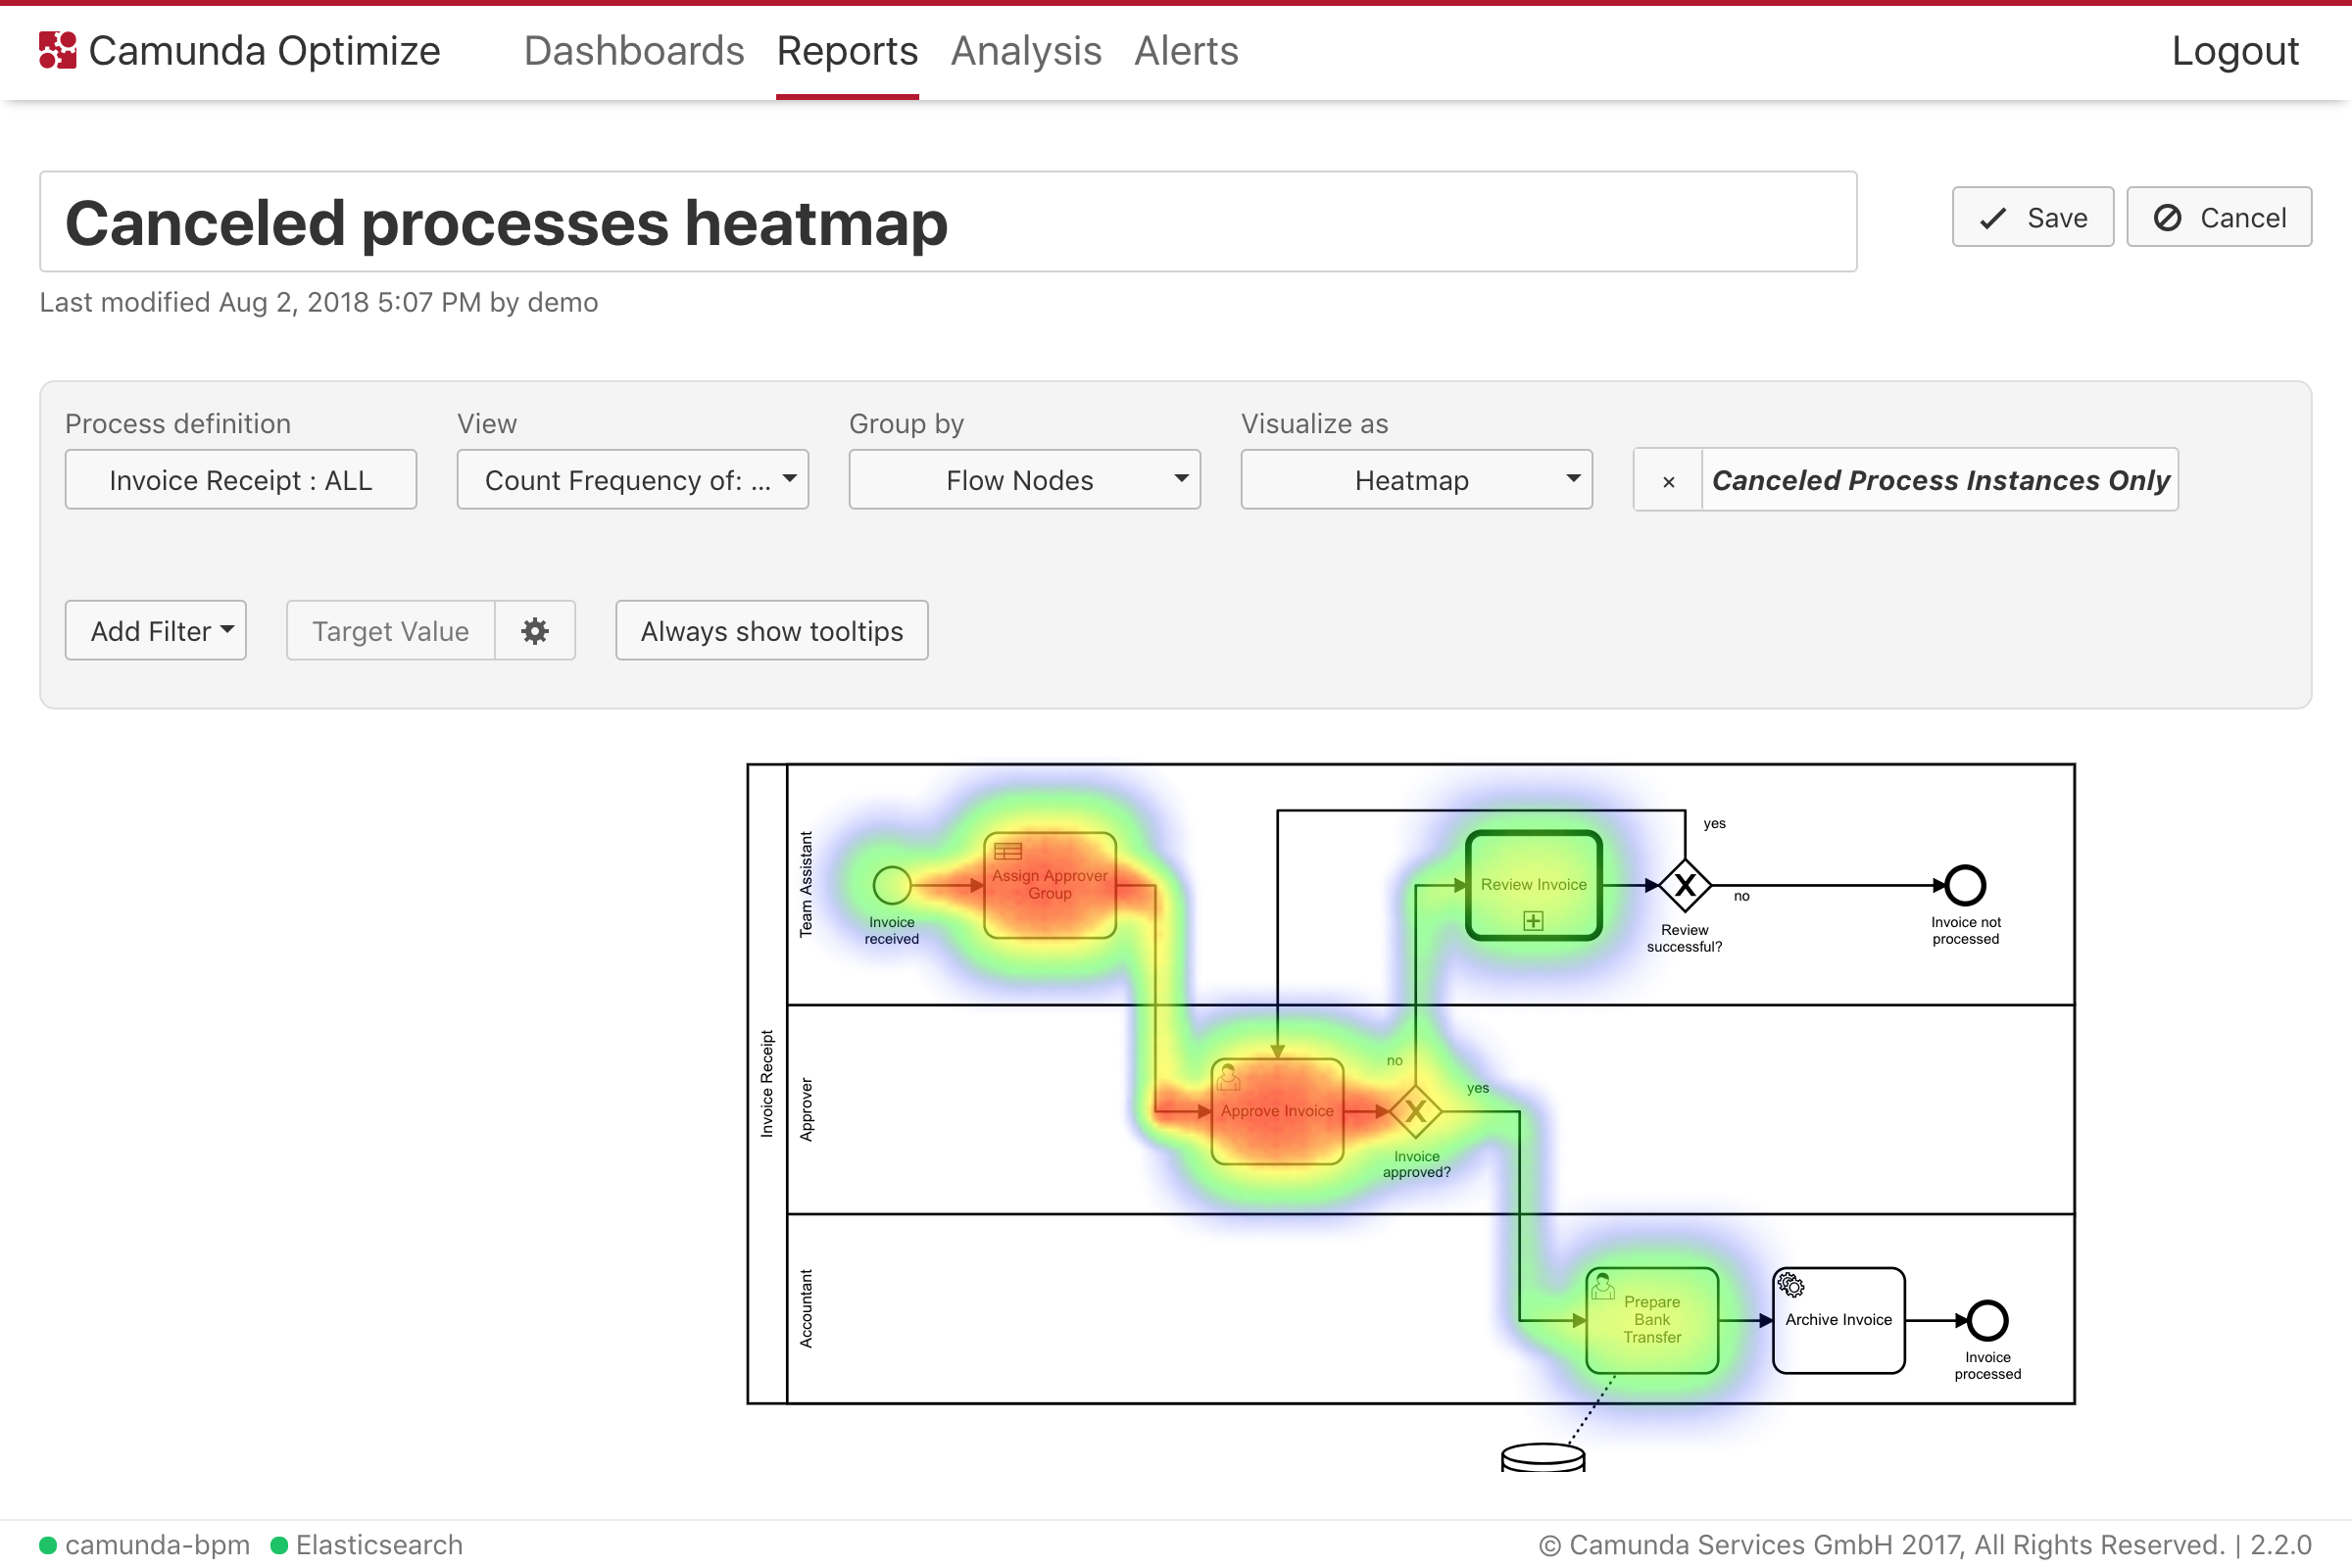 Camunda Optimize
Dashboards Reports Analysis Alerts
Logout
Canceled processes heatmap
Save
Cancel
Last modified Aug 2, 2018 5:07 PM by demo
Process definition
View
Group by
Visualize as
Invoice Receipt : ALL
Count Frequency of: ...
Flow Nodes
Heatmap
× Canceled Process Instances Only
Add Filter
Target Value
Always show tooltips
Invoice Receipt
Team Assistant
Invoice
received
Assign Approver
Group
Review Invoice
yes
no
Review
successful?
Invoice not
processed
Approver
Approve Invoice
no
yes
Invoice
approved?
Accountant
Prepare
Bank
Transfer
Archive Invoice
Invoice
processed
camunda-bpm
Elasticsearch
© Camunda Services GmbH 2017, All Rights Reserved. | 2.2.0